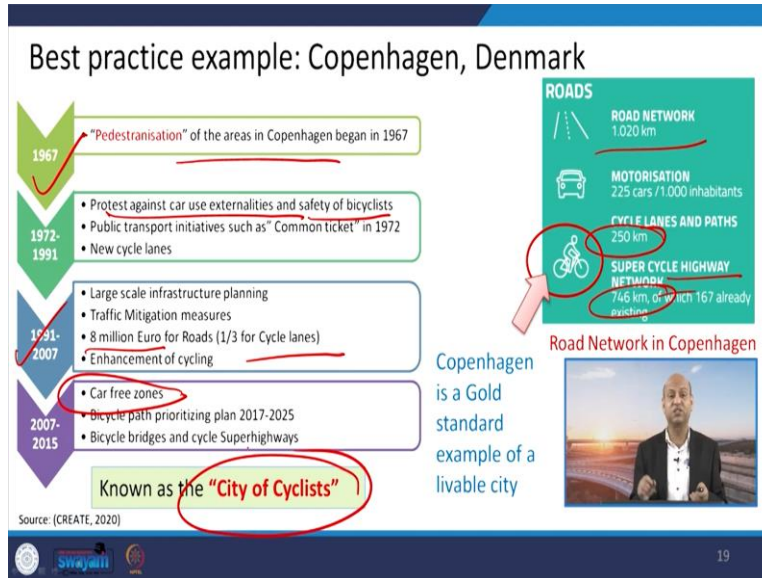 Best practice example: Copenhagen, Denmark
1967
“Pedestranisation” of the areas in Copenhagen began in 1967
1972-
1991
• Protest against car use externalities and safety of bicyclists
• Public transport initiatives such as” Common ticket” in 1972
• New cycle lanes
1991-
2007
• Large scale infrastructure planning
• Traffic Mitigation measures
• 8 million Euro for Roads (1/3 for Cycle lanes)
• Enhancement of cycling
2007-
2015
• Car free zones
• Bicycle path prioritizing plan 2017-2025
• Bicycle bridges and cycle Superhighways
Known as the “City of Cyclists”
Source: (CREATE, 2020)
ROADS
ROAD NETWORK
1.020 km
MOTORISATION
225 cars /1.000 inhabitants
CYCLE LANES AND PATHS
250 km
SUPER CYCLE HIGHWAY
NETWORK
746 km, of which 167 already
existing
Road Network in Copenhagen
Copenhagen
is a Gold
standard
example of a
livable city
swayam
19